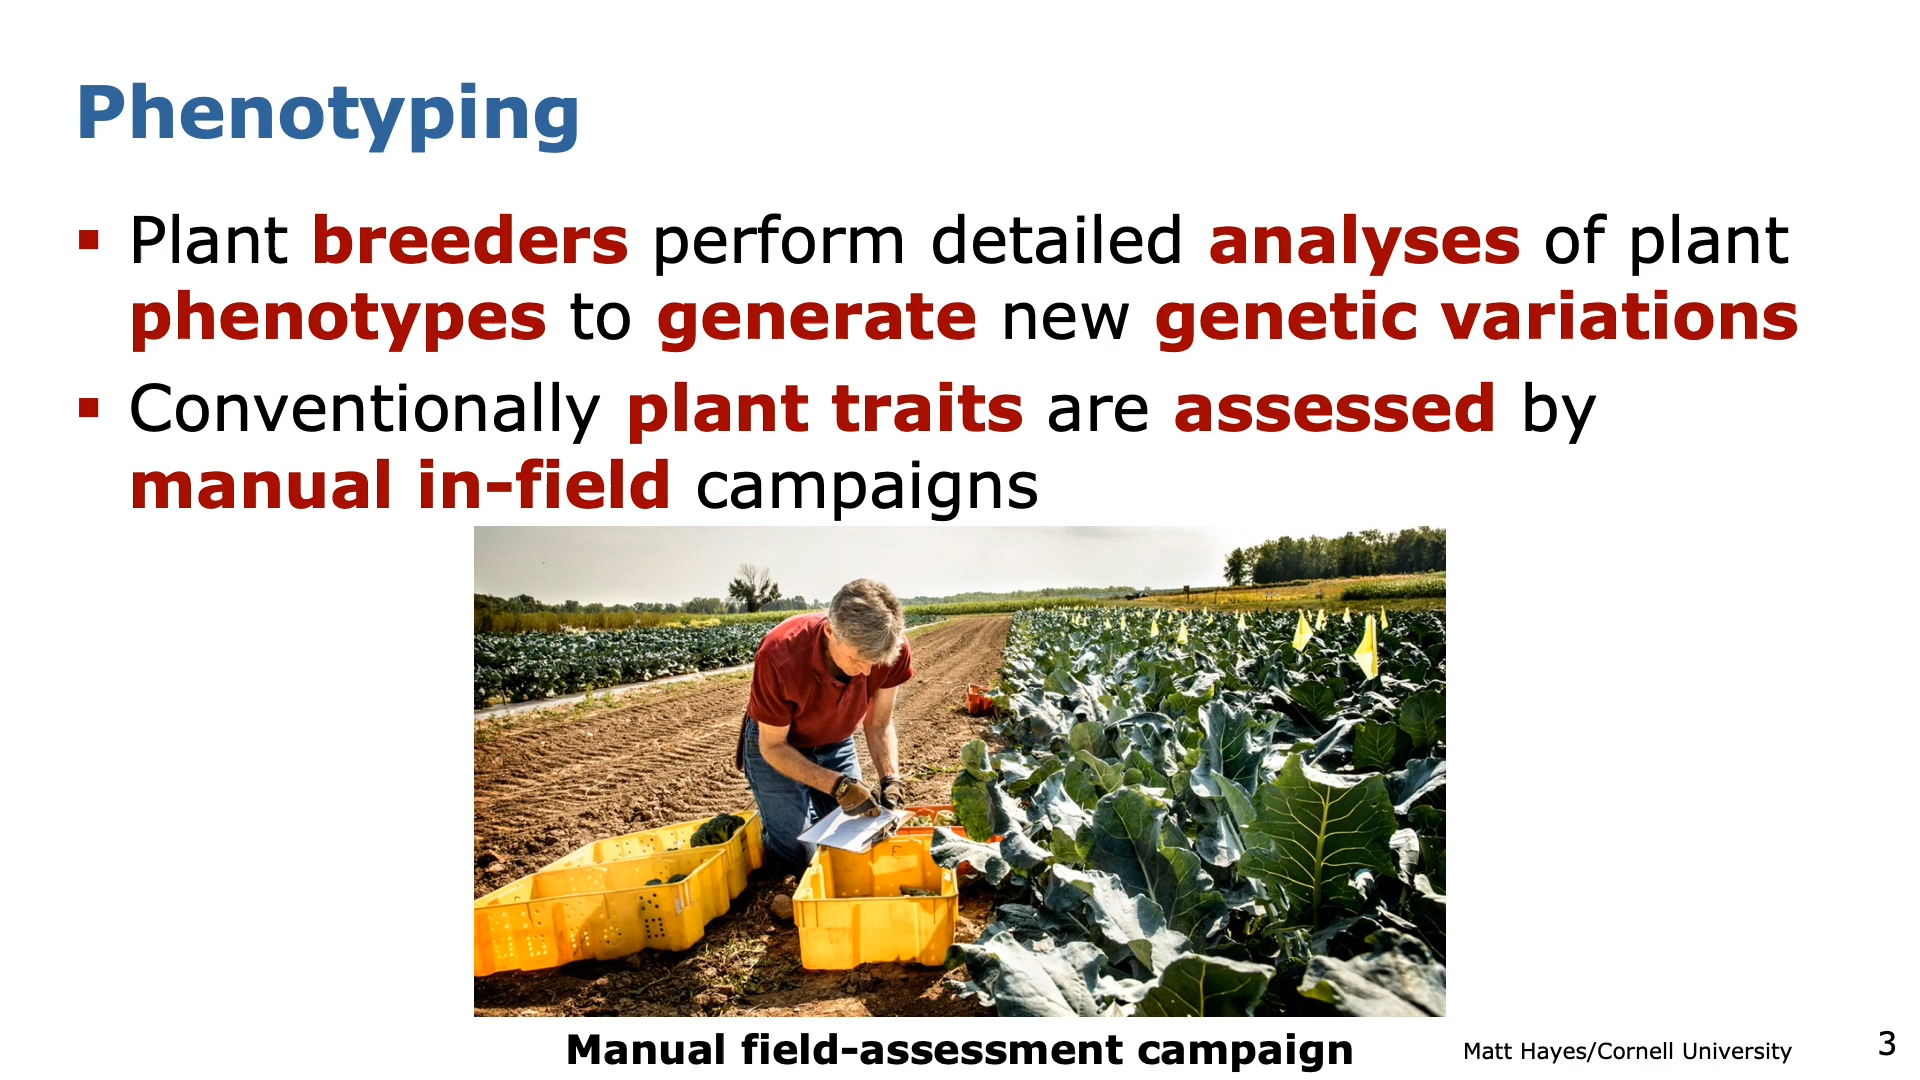 Phenotyping
▪ Plant breeders perform detailed analyses of plant
phenotypes to generate new genetic variations
▪ Conventionally plant traits are assessed by
manual in-field campaigns
Manual field-assessment campaign
Matt Hayes/Cornell University
3